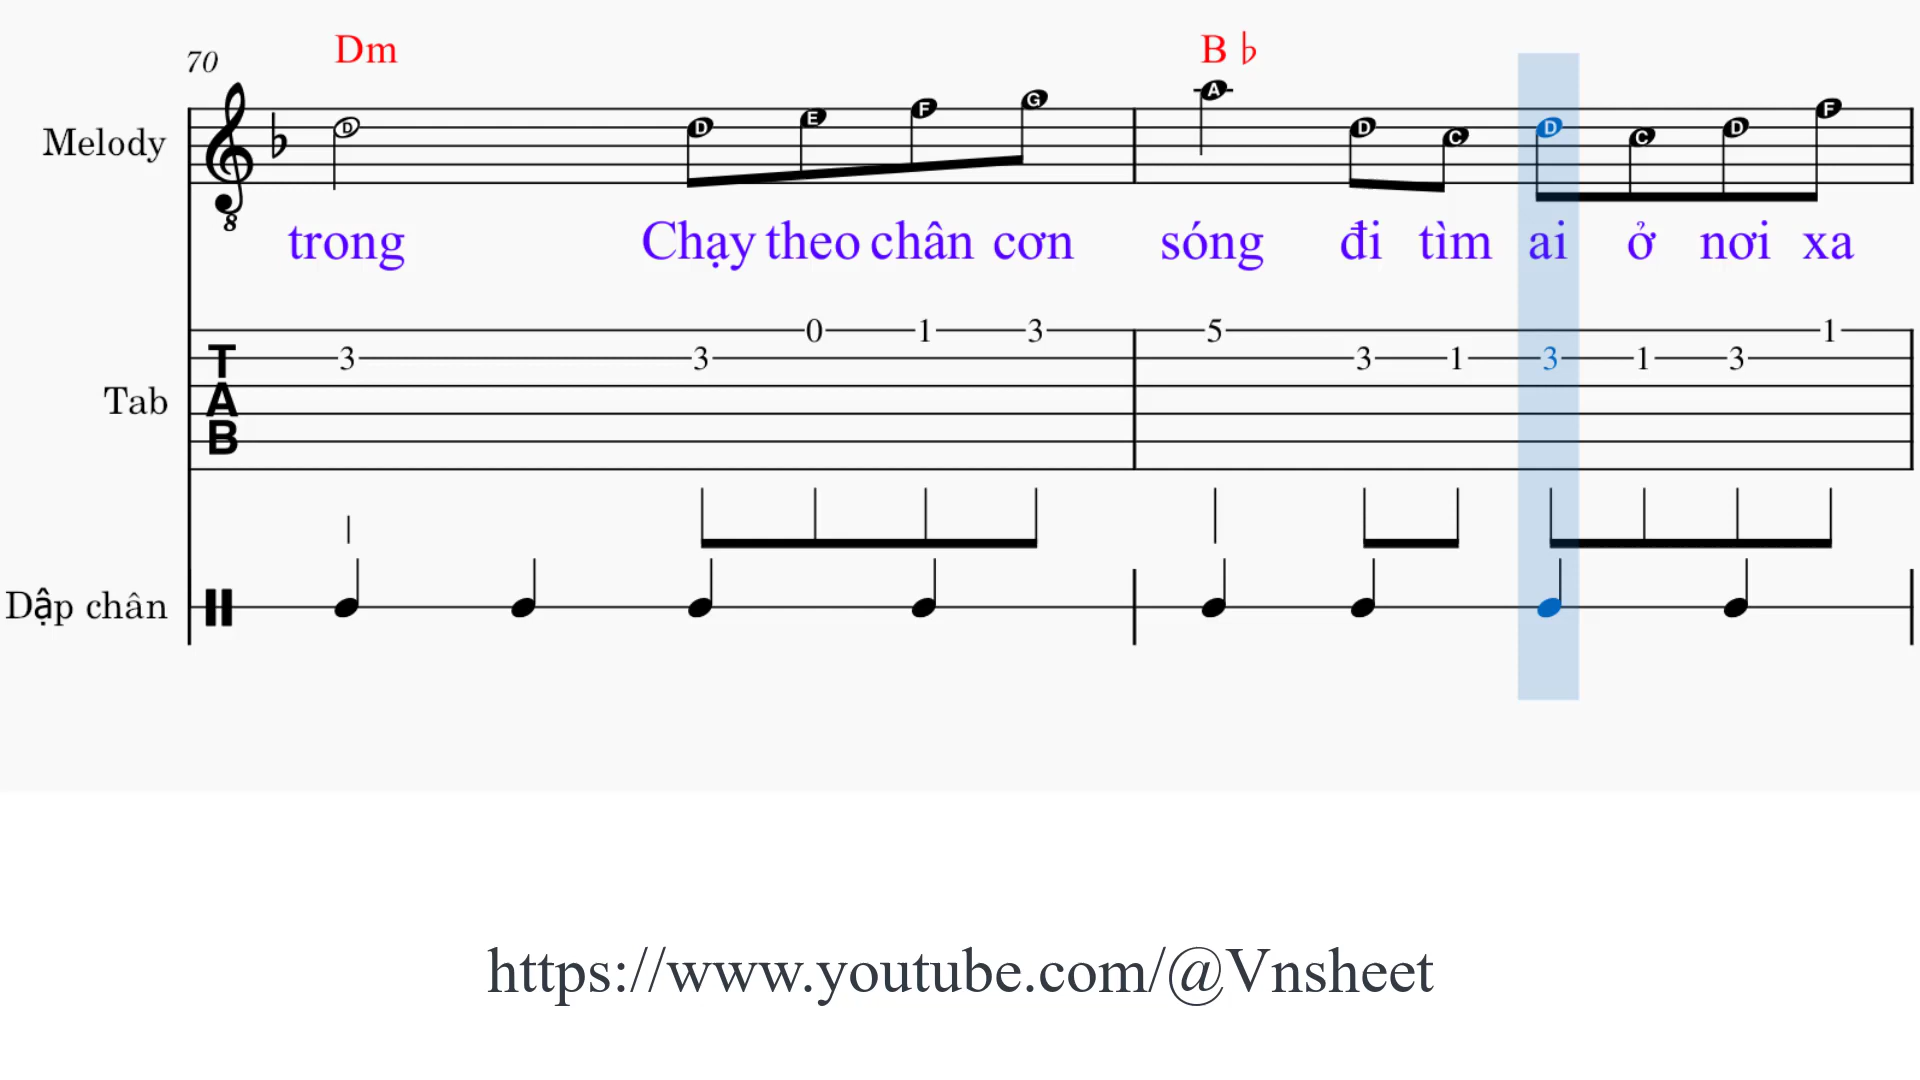 70 Dm B♭
Melody
D D E F G A D C D C D F
8
trong Chạy theo chân cơn sóng đi tìm ai ở nơi xa
0 1 3 5 1
3 3 3 1 3 1 3
TAB
Tab
Dập chân
https://www.youtube.com/@Vnsheet